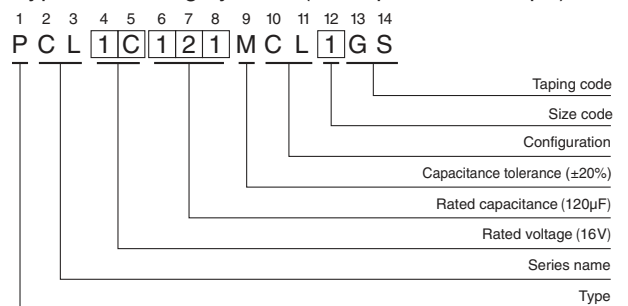 1 2 3 4 5 6 7 8 9 10 11 12 13 14
P C L 1 C 1 2 1 M C L 1 G S
Taping code
Size code
Configuration
Capacitance tolerance (±20%)
Rated capacitance (120µF)
Rated voltage (16V)
Series name
Type